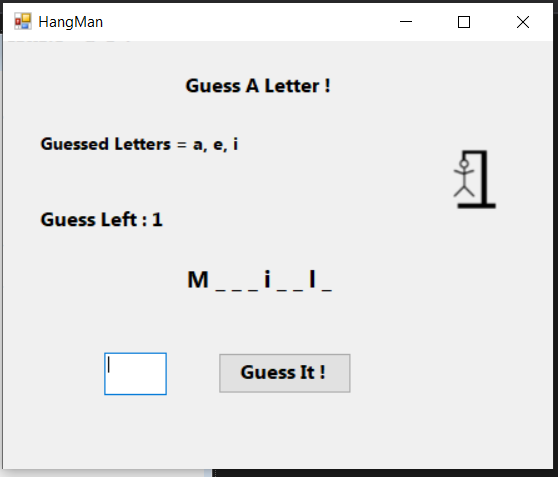 HangMan
Guess A Letter !
Guessed Letters = a, e, i
Guess Left : 1
M _ _ _ i _ _ l _
Guess It !